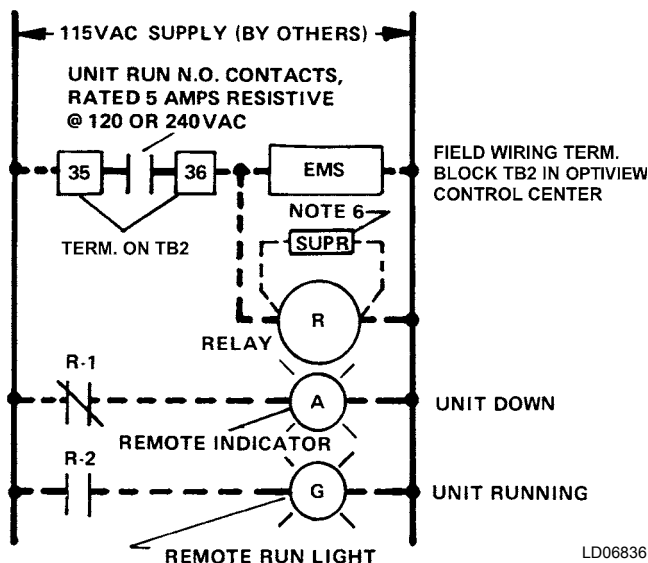 115VAC SUPPLY (BY OTHERS)
UNIT RUN N.O. CONTACTS,
RATED 5 AMPS RESISTIVE
@ 120 OR 240VAC
35
36
EMS
FIELD WIRING TERM.
BLOCK TB2 IN OPTIVIEW
CONTROL CENTER
TERM. ON TB2
NOTE 6
SUPR
R
RELAY
R-1
A
UNIT DOWN
REMOTE INDICATOR
R-2
G
UNIT RUNNING
REMOTE RUN LIGHT
LD06836